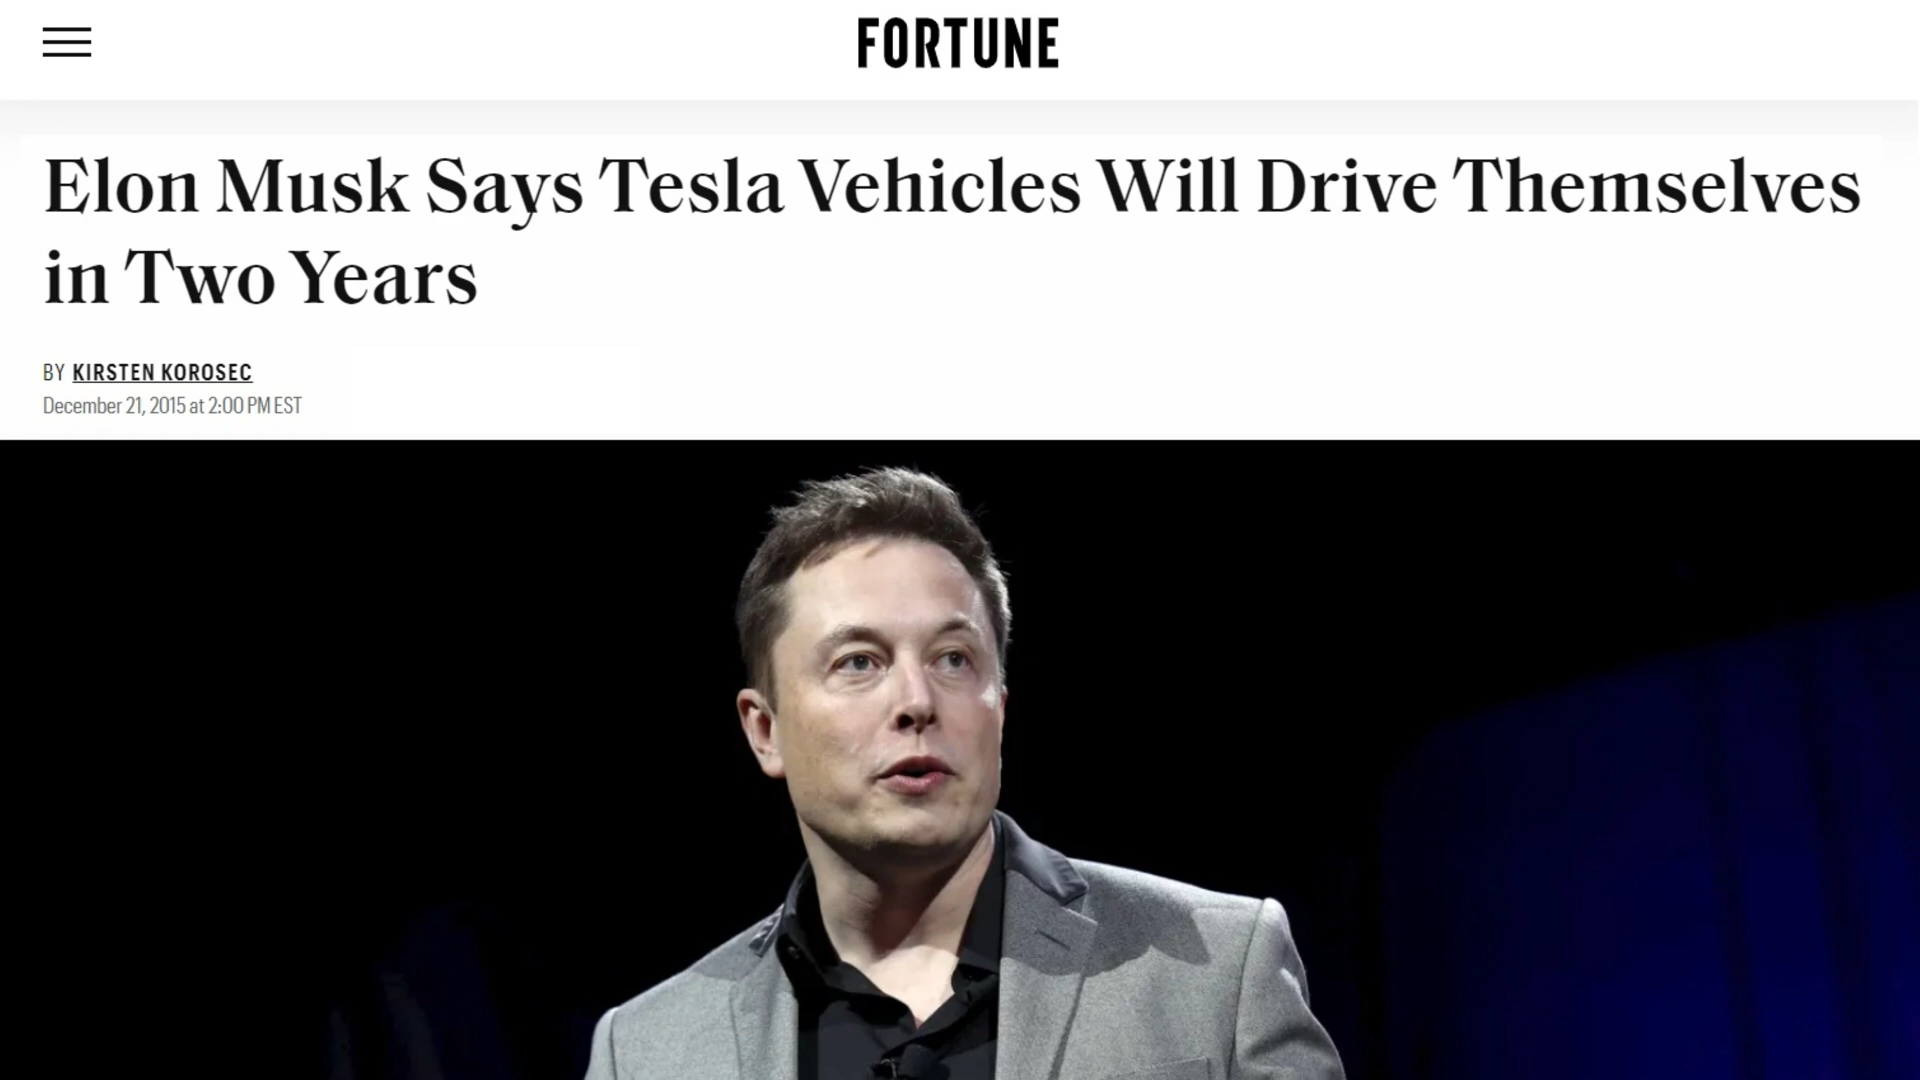 FORTUNE
Elon Musk Says Tesla Vehicles Will Drive Themselves
in Two Years
BY KIRSTEN KOROSEC
December 21, 2015 at 2:00 PM EST